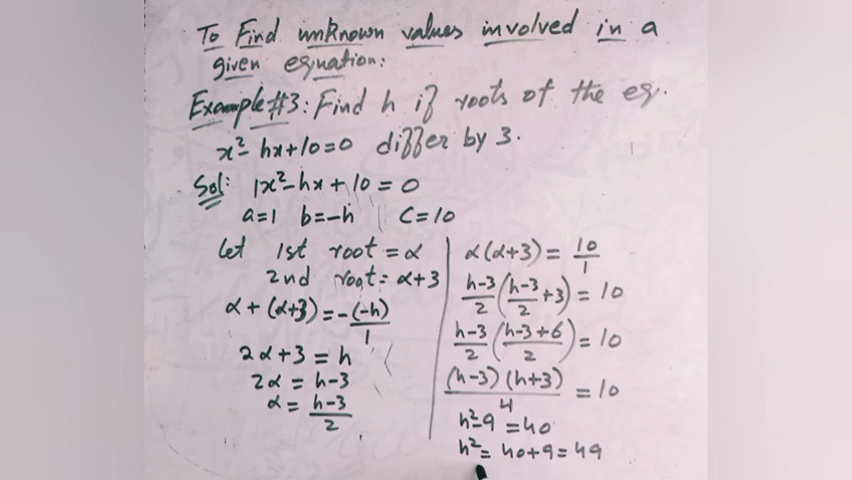 To Find unknown values involved in a
given equation:
Example#3: Find h if roots of the eq.
x²-hx+10=0 differ by 3.
Sol: 1x²-hx+10=0
a=1 b=-h C=10
Let 1st root=α
2nd root=α+3
α+(α+3)=-(-h)/1
2α+3=h
2α=h-3
α=h-3/2
α(α+3)=10/1
h-3/2(h-3/2+3)=10
h-3/2(h-3+6/2)=10
(h-3)(h+3)/4=10
h²-9=40
h²=40+9=49